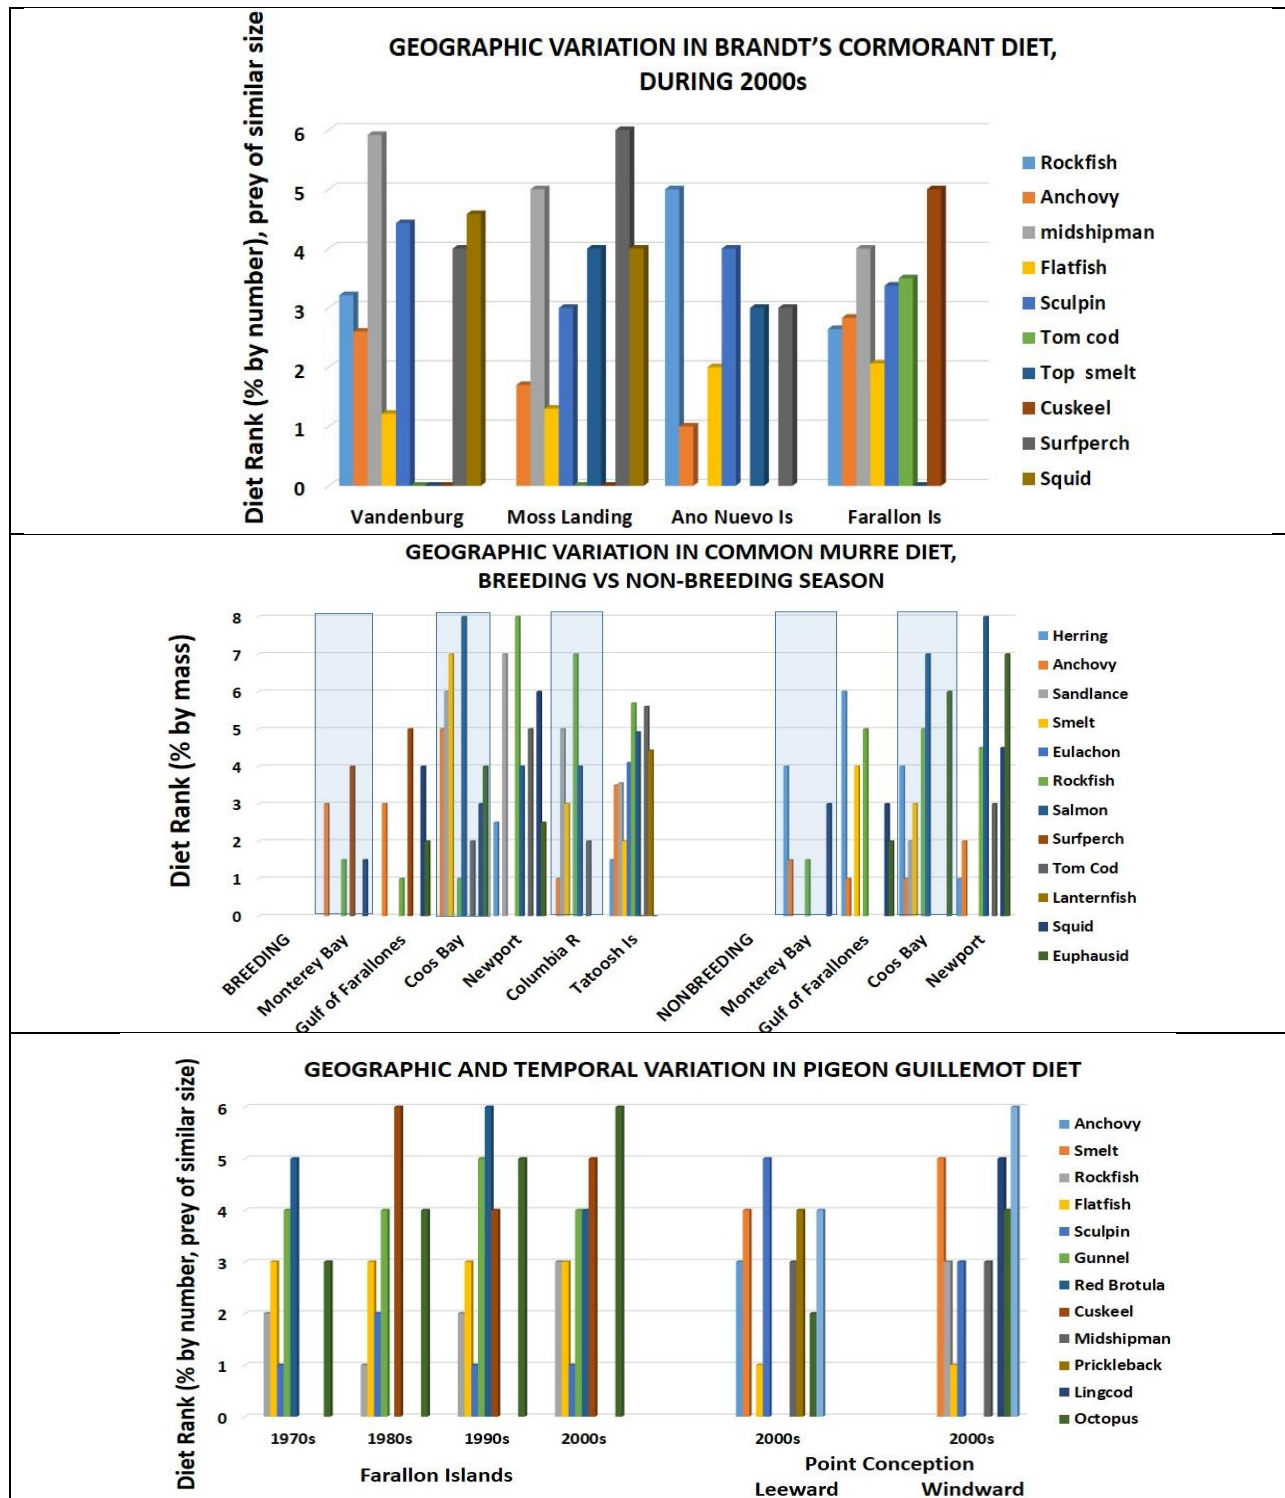 GEOGRAPHIC VARIATION IN BRANDT’S CORMORANT DIET,
DURING 2000s
Diet Rank (% by number), prey of similar size
6
5
4
3
2
1
0
Vandenburg
Moss Landing
Ano Nuevo Is
Farallon Is
Rockfish
Anchovy
midshipman
Flatfish
Sculpin
Tom cod
Top smelt
Cuskeel
Surfperch
Squid
GEOGRAPHIC VARIATION IN COMMON MURRE DIET,
BREEDING VS NON-BREEDING SEASON
Diet Rank (% by mass)
8
7
6
5
4
3
2
1
0
BREEDING
Monterey Bay
Gulf of Farallones
Coos Bay
Newport
Columbia R
Tatoosh Is
NONBREEDING
Monterey Bay
Gulf of Farallones
Coos Bay
Newport
Herring
Anchovy
Sandlance
Smelt
Eulachon
Rockfish
Salmon
Surfperch
Tom Cod
Lanternfish
Squid
Euphausid
GEOGRAPHIC AND TEMPORAL VARIATION IN PIGEON GUILLEMOT DIET
Diet Rank (% by number, prey of similar size)
6
5
4
3
2
1
0
1970s
1980s
1990s
2000s
2000s
2000s
Farallon Islands
Point Conception
Leeward
Windward
Anchovy
Smelt
Rockfish
Flatfish
Sculpin
Gunnel
Red Brotula
Cuskeel
Midshipman
Prickleback
Lingcod
Octopus